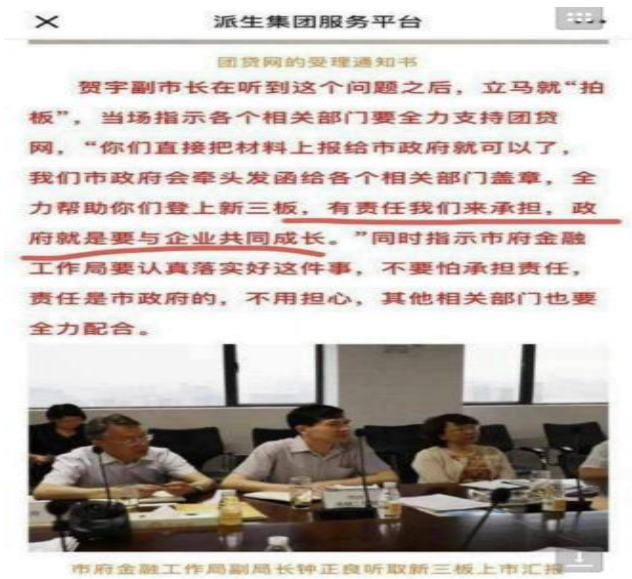 派生集团服务平台
团贷网的受理通知书
贺宇副市长在听到这个问题之后，立马就“拍
板”，当场指示各个相关部门要全力支持团贷
网，“你们直接把材料上报给市政府就可以了，
我们市政府会牵头发函给各个相关部门盖章，全
力帮助你们登上新三板，有责任我们来承担，政
府就是要与企业共同成长。”同时指示市府金融
工作局要认真落实好这件事，不要怕承担责任，
责任是市政府的，不用担心，其他相关部门也要
全力配合。
市府金融工作局副局长钟正良听取新三板上市汇报